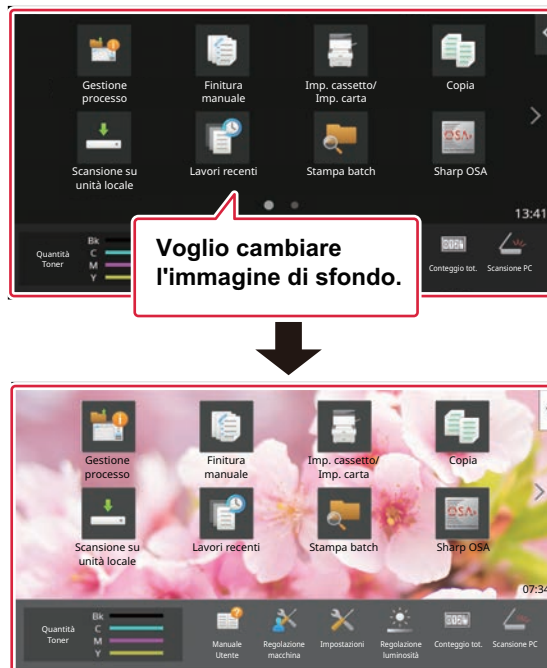 Gestione
processo
Finitura
manuale
Imp. cassetto/
Imp. carta
Copia
Scansione su
unità locale
Lavori recenti
Stampa batch
OSA
Sharp OSA
13:41
Quantità
Toner
Bk
C
M
Y
Conteggio tot.
Scansione PC
Voglio cambiare
l'immagine di sfondo.
Gestione
processo
Finitura
manuale
Imp. cassetto/
Imp. carta
Copia
Scansione su
unità locale
Lavori recenti
Stampa batch
OSA
Sharp OSA
07:34
Quantità
Toner
Bk
C
M
Y
Manuale
Utente
Regolazione
macchina
Impostazioni
Regolazione
luminosità
Conteggio tot.
Scansione PC